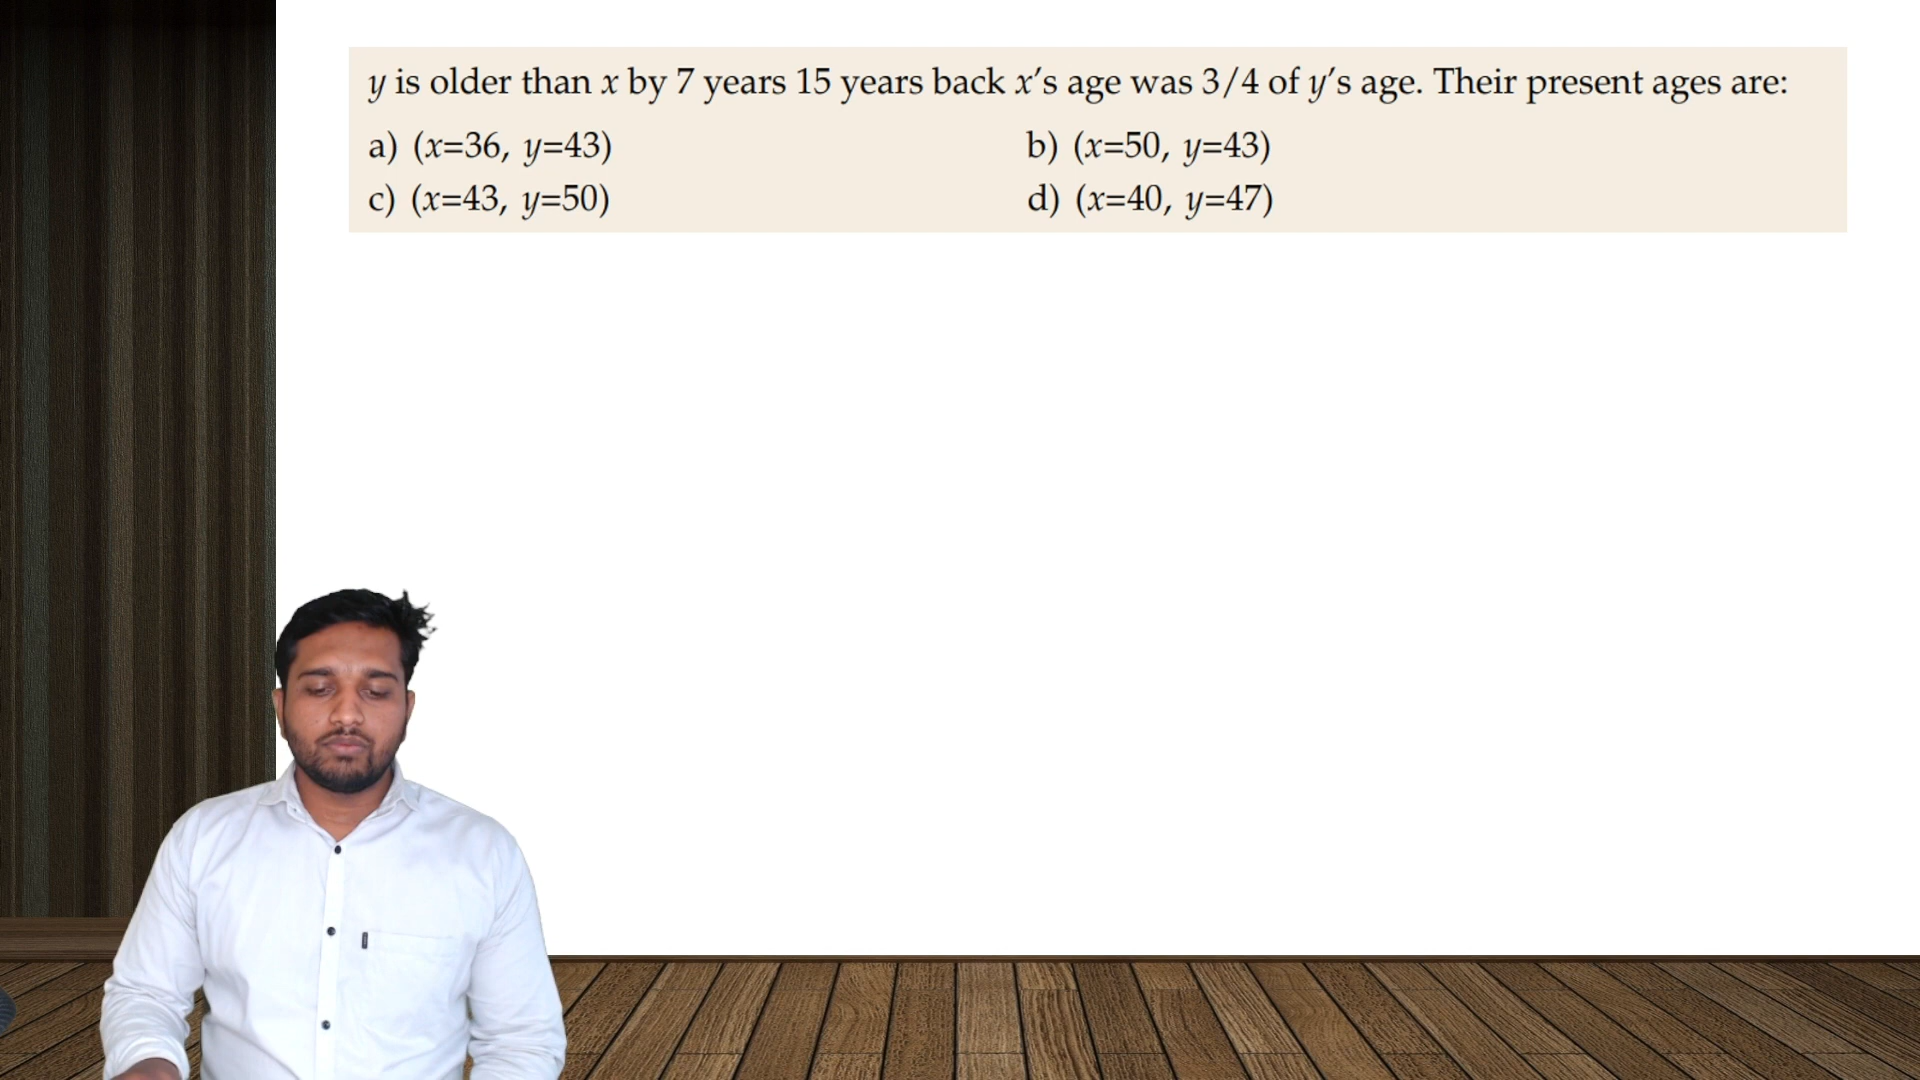 y is older than x by 7 years 15 years back x’s age was 3/4 of y’s age. Their present ages are:
a) (x=36, y=43) b) (x=50, y=43)
c) (x=43, y=50) d) (x=40, y=47)